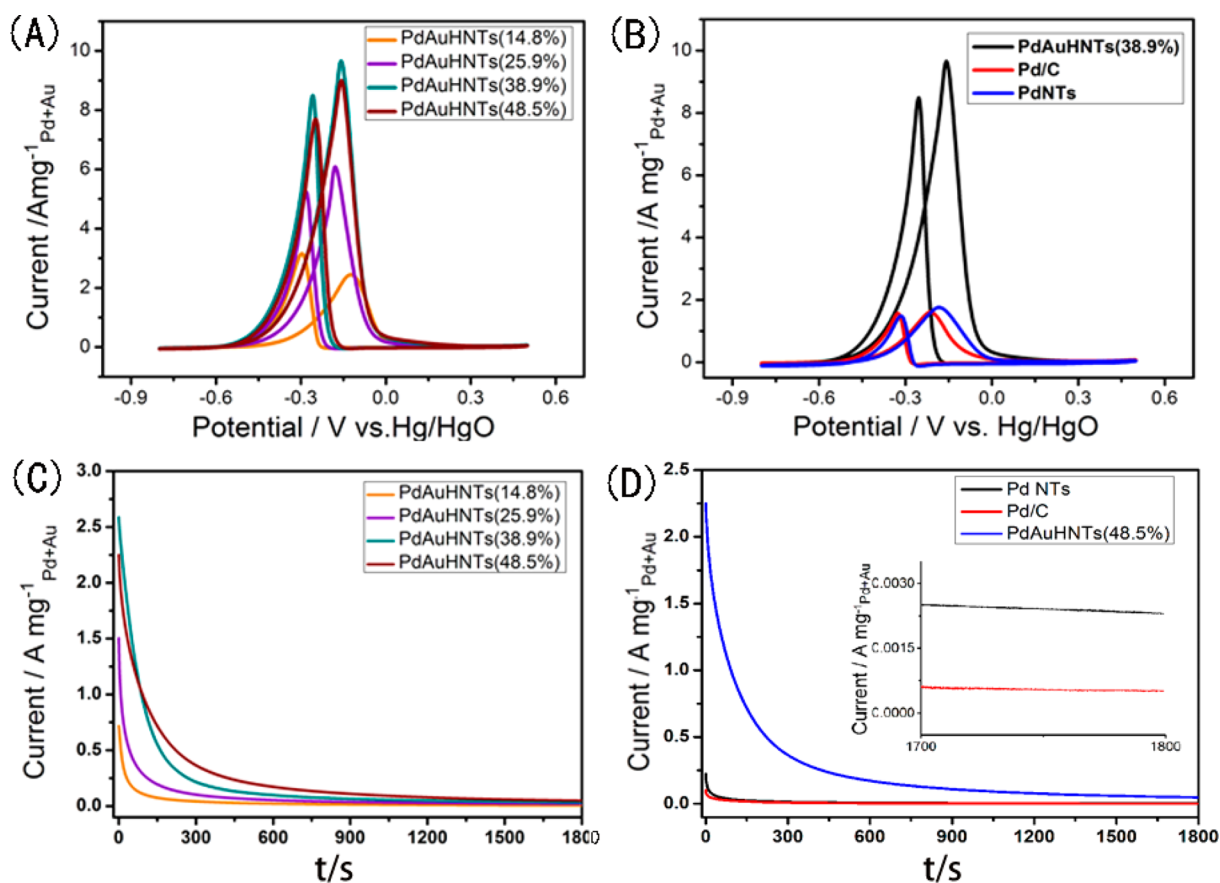 (A)
PdAuHNTs(14.8%)
PdAuHNTs(25.9%)
PdAuHNTs(38.9%)
PdAuHNTs(48.5%)
10
8
6
4
2
0
Current /Amg⁻¹Pd+Au
-0.9 -0.6 -0.3 0.0 0.3 0.6
Potential / V vs.Hg/HgO
(B)
PdAuHNTs(38.9%)
Pd/C
PdNTs
10
8
6
4
2
0
Current /A mg⁻¹Pd+Au
-0.9 -0.6 -0.3 0.0 0.3 0.6
Potential / V vs. Hg/HgO
(C)
PdAuHNTs(14.8%)
PdAuHNTs(25.9%)
PdAuHNTs(38.9%)
PdAuHNTs(48.5%)
3.0
2.5
2.0
1.5
1.0
0.5
0.0
Current / A mg⁻¹Pd+Au
0 300 600 900 1200 1500 1800
t/s
(D)
Pd NTs
Pd/C
PdAuHNTs(48.5%)
2.5
2.0
1.5
1.0
0.5
0.0
Current / A mg⁻¹Pd+Au
0.0030
0.0015
0.0000
Current / A mg⁻¹Pd+Au
1700 1800
0 300 600 900 1200 1500 1800
t/s